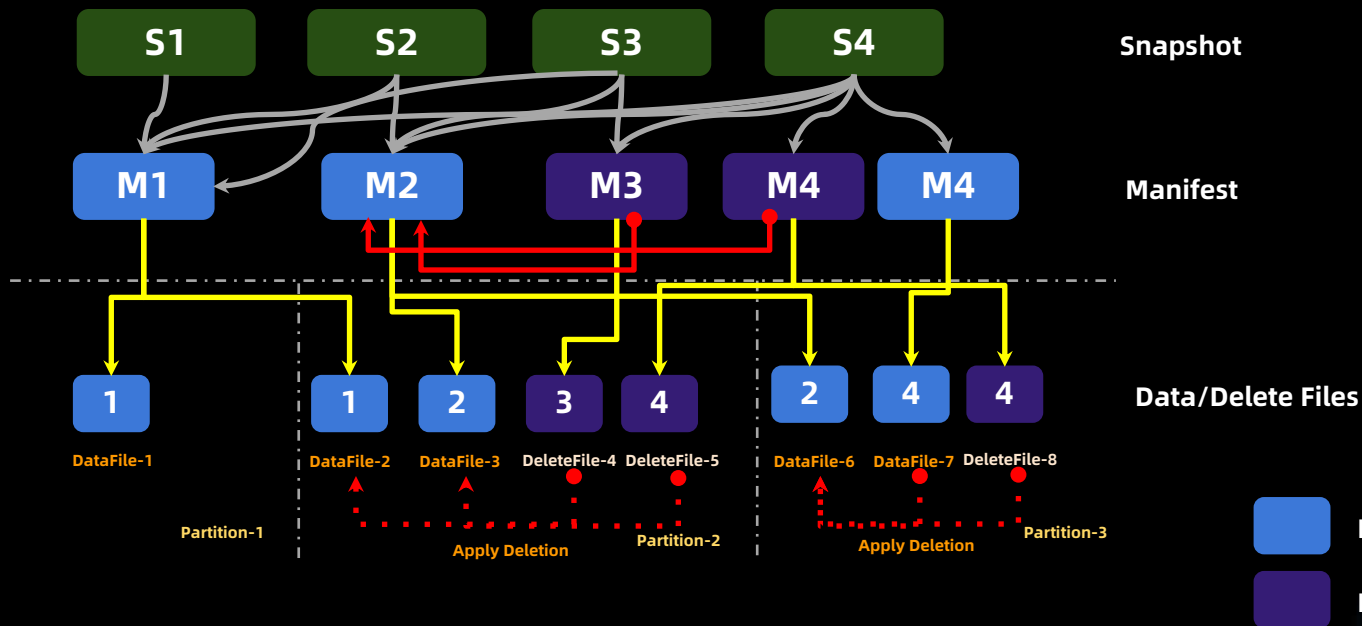 S1
S2
S3
S4
Snapshot
M1
M2
M3
M4
M4
Manifest
1
1
2
3
4
2
4
4
Data/Delete Files
DataFile-1
DataFile-2
DataFile-3
DeleteFile-4
DeleteFile-5
DataFile-6
DataFile-7
DeleteFile-8
Partition-1
Apply Deletion
Partition-2
Apply Deletion
Partition-3